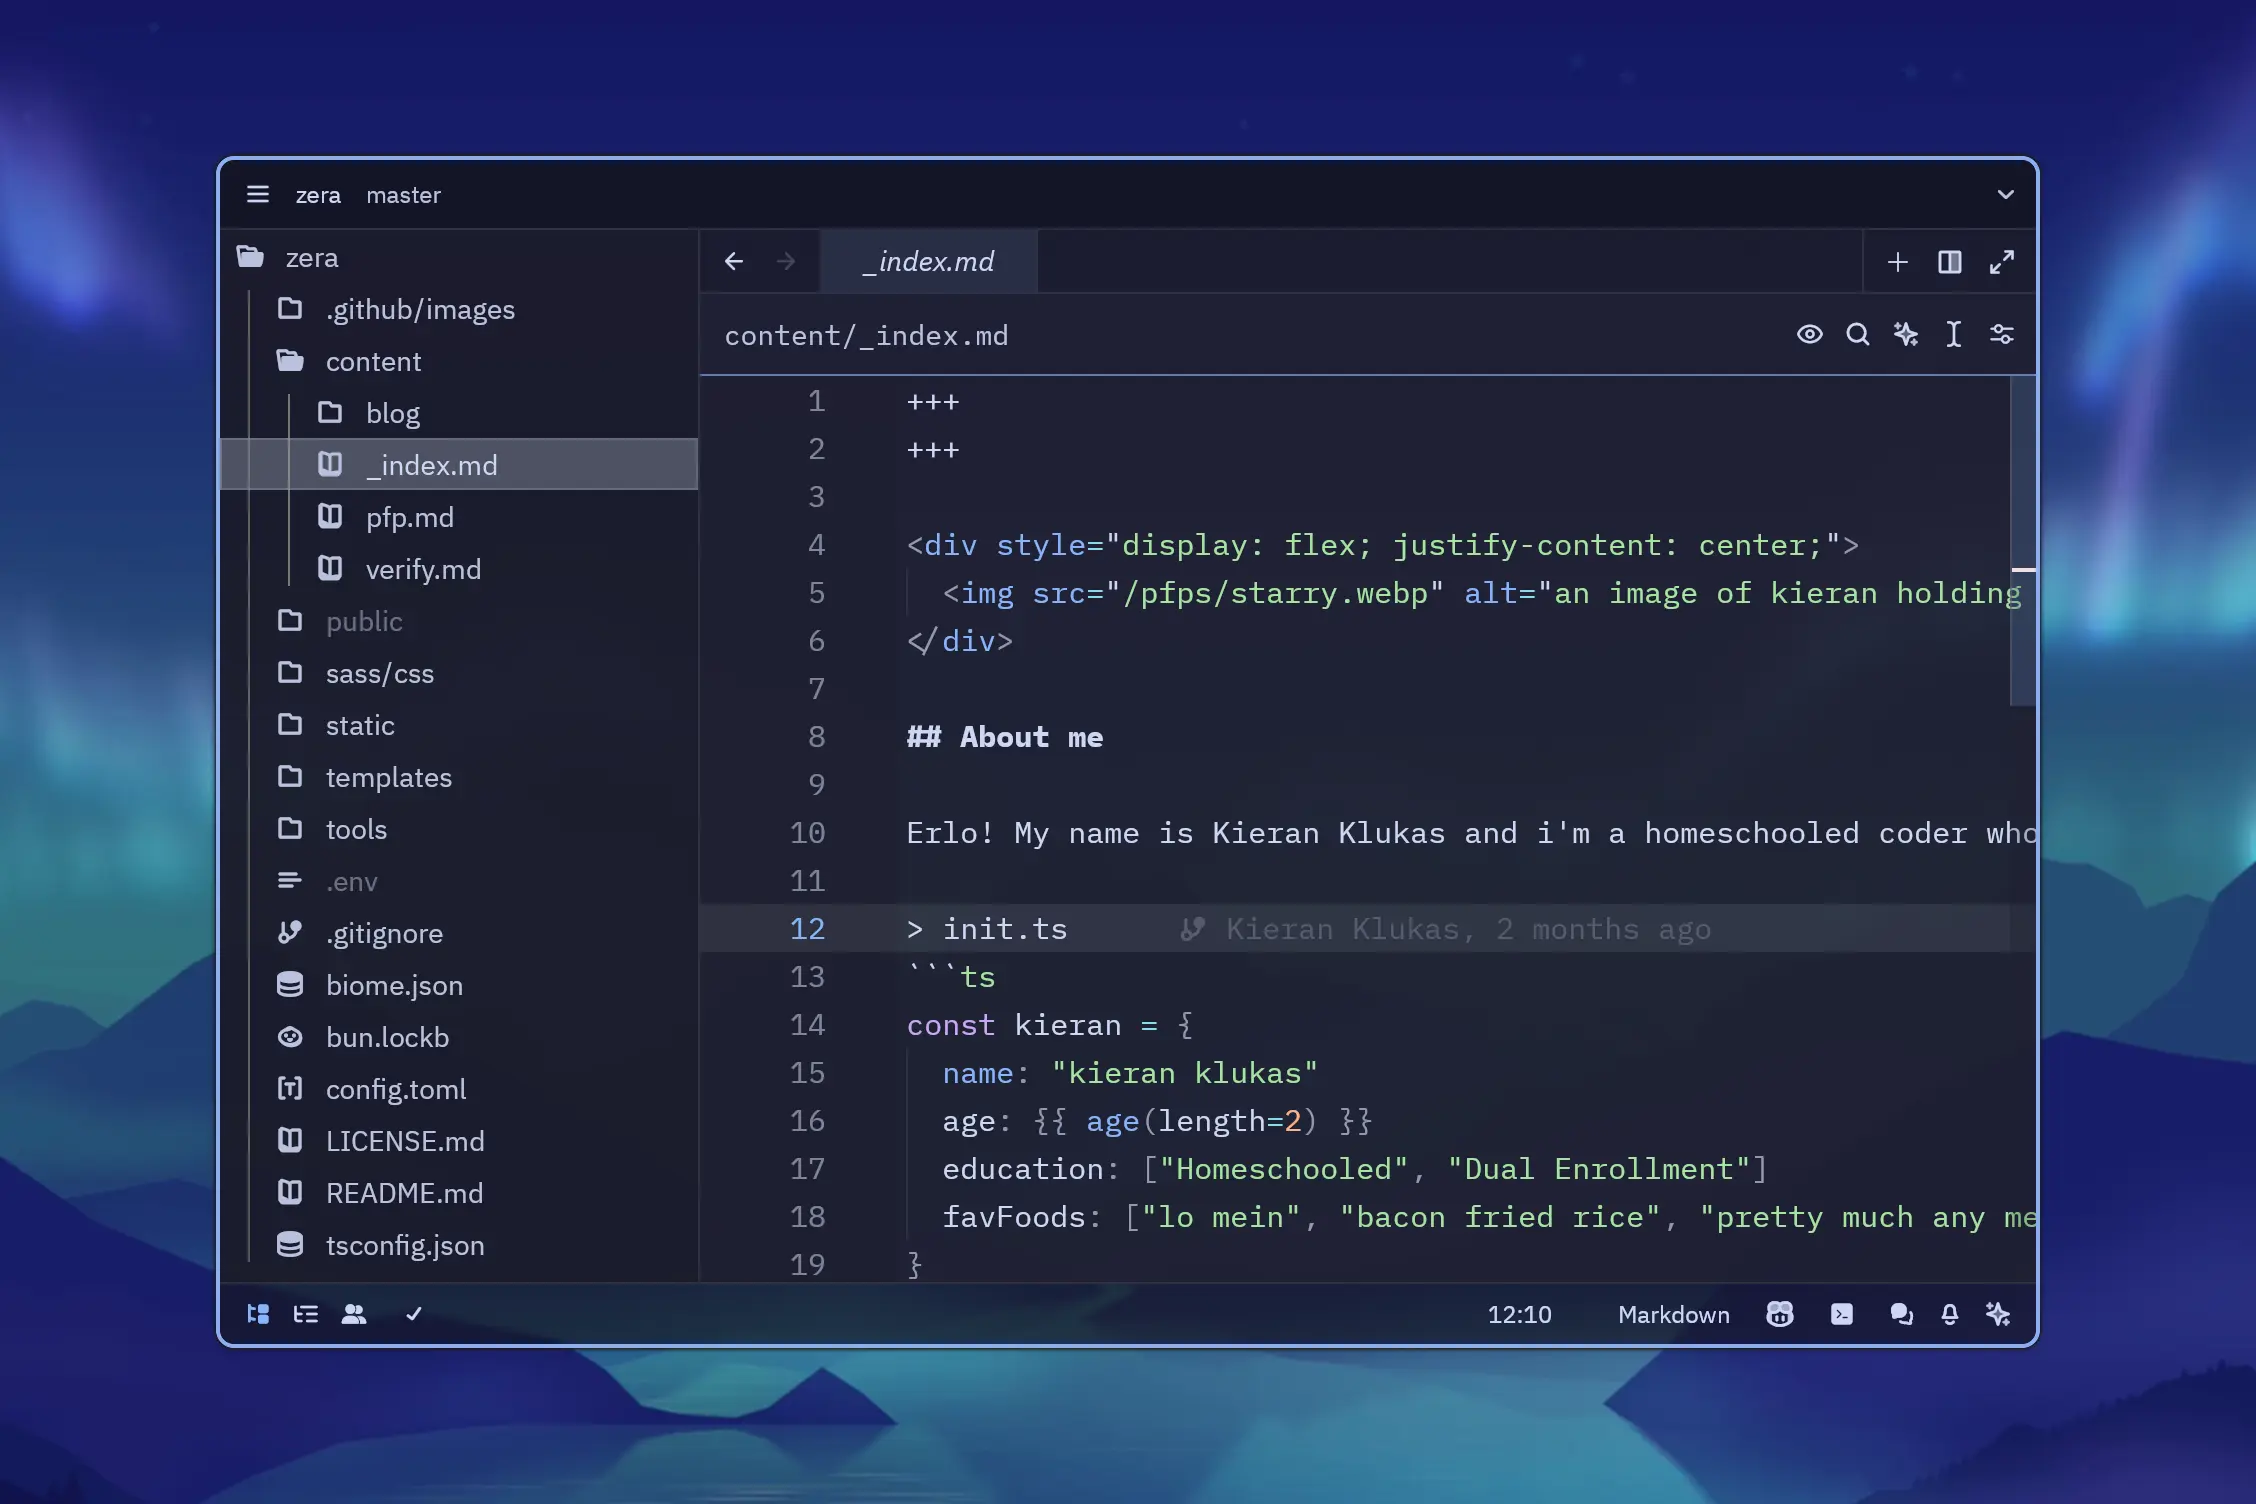 zera master
zera
.github/images
content
blog
_index.md
pfp.md
verify.md
public
sass/css
static
templates
tools
.env
.gitignore
biome.json
bun.lockb
config.toml
LICENSE.md
README.md
tsconfig.json
_index.md
content/_index.md
1 +++
2 +++
3
4 <div style="display: flex; justify-content: center;">
5 <img src="/pfps/starry.webp" alt="an image of kieran holding
6 </div>
7
8 ## About me
9
10 Erlo! My name is Kieran Klukas and i'm a homeschooled coder who
11
12 > init.ts Kieran Klukas, 2 months ago
13 ```ts
14 const kieran = {
15 name: "kieran klukas"
16 age: {{ age(length=2) }}
17 education: ["Homeschooled", "Dual Enrollment"]
18 favFoods: ["lo mein", "bacon fried rice", "pretty much any me
19 }
12:10 Markdown